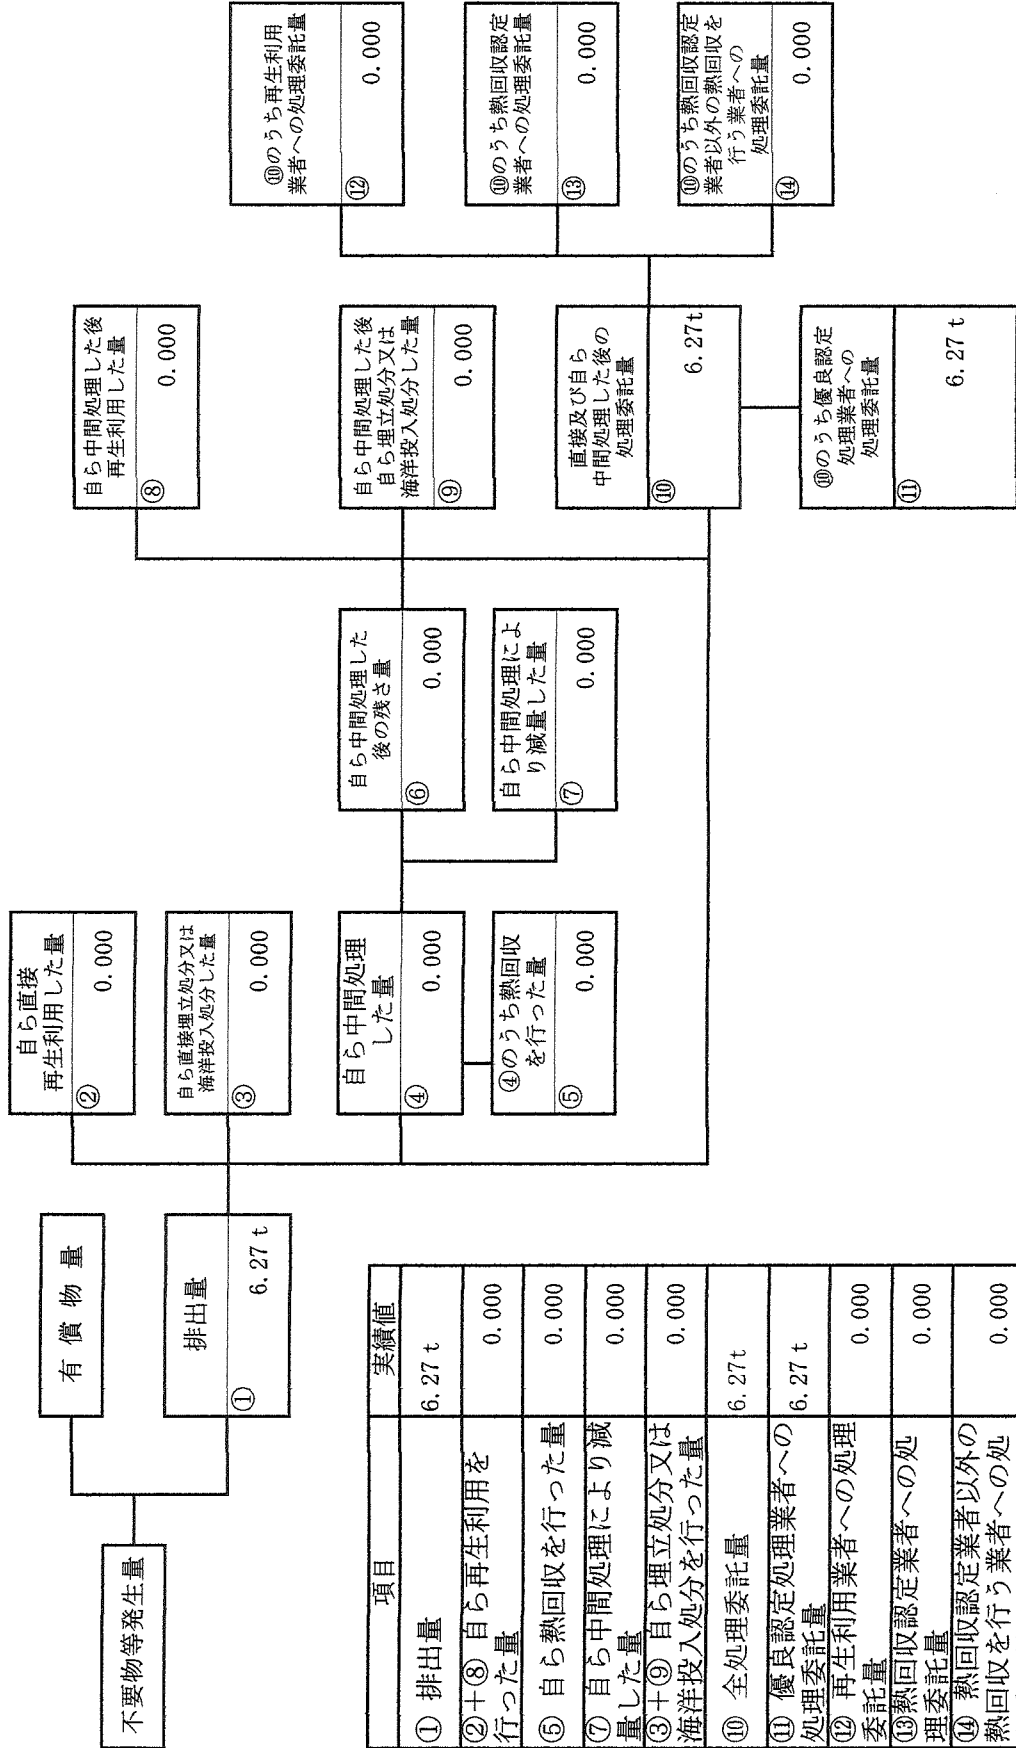 不要物等発生量
有償物量
排出量
① 6.27 t
自ら直接
再生利用した量
② 0.000
自ら直接埋立処分又は
海洋投入処分した量
③ 0.000
自ら中間処理
した量
④ 0.000
④のうち熱回収
を行った量
⑤ 0.000
自ら中間処理した
後の残さ量
⑥ 0.000
自ら中間処理によ
り減量した量
⑦ 0.000
自ら中間処理した後
再生利用した量
⑧ 0.000
自ら中間処理した後
自ら埋立処分又は
海洋投入処分した量
⑨ 0.000
直接及び自ら
中間処理した後の
処理委託量
⑩ 6.27t
⑩のうち優良認定
処理業者への
処理委託量
⑪ 6.27 t
⑩のうち再生利用
業者への処理委託量
⑫ 0.000
⑩のうち熱回収認定
業者への処理委託量
⑬ 0.000
⑩のうち熱回収認定
業者以外の熱回収を
行う業者への
処理委託量
⑭ 0.000
項目 実績値
① 排出量 6.27 t
②+⑧ 自ら再生利用を
行った量 0.000
⑤ 自ら熱回収を行った量 0.000
⑦ 自ら中間処理により減
量した量 0.000
③+⑨ 自ら埋立処分又は
海洋投入処分を行った量 0.000
⑩ 全処理委託量 6.27t
⑪ 優良認定処理業者への
処理委託量 6.27 t
⑫ 再生利用業者への処理
委託量 0.000
⑬熱回収認定業者への処
理委託量 0.000
⑭ 熱回収認定業者以外の
熱回収を行う業者への処 0.000